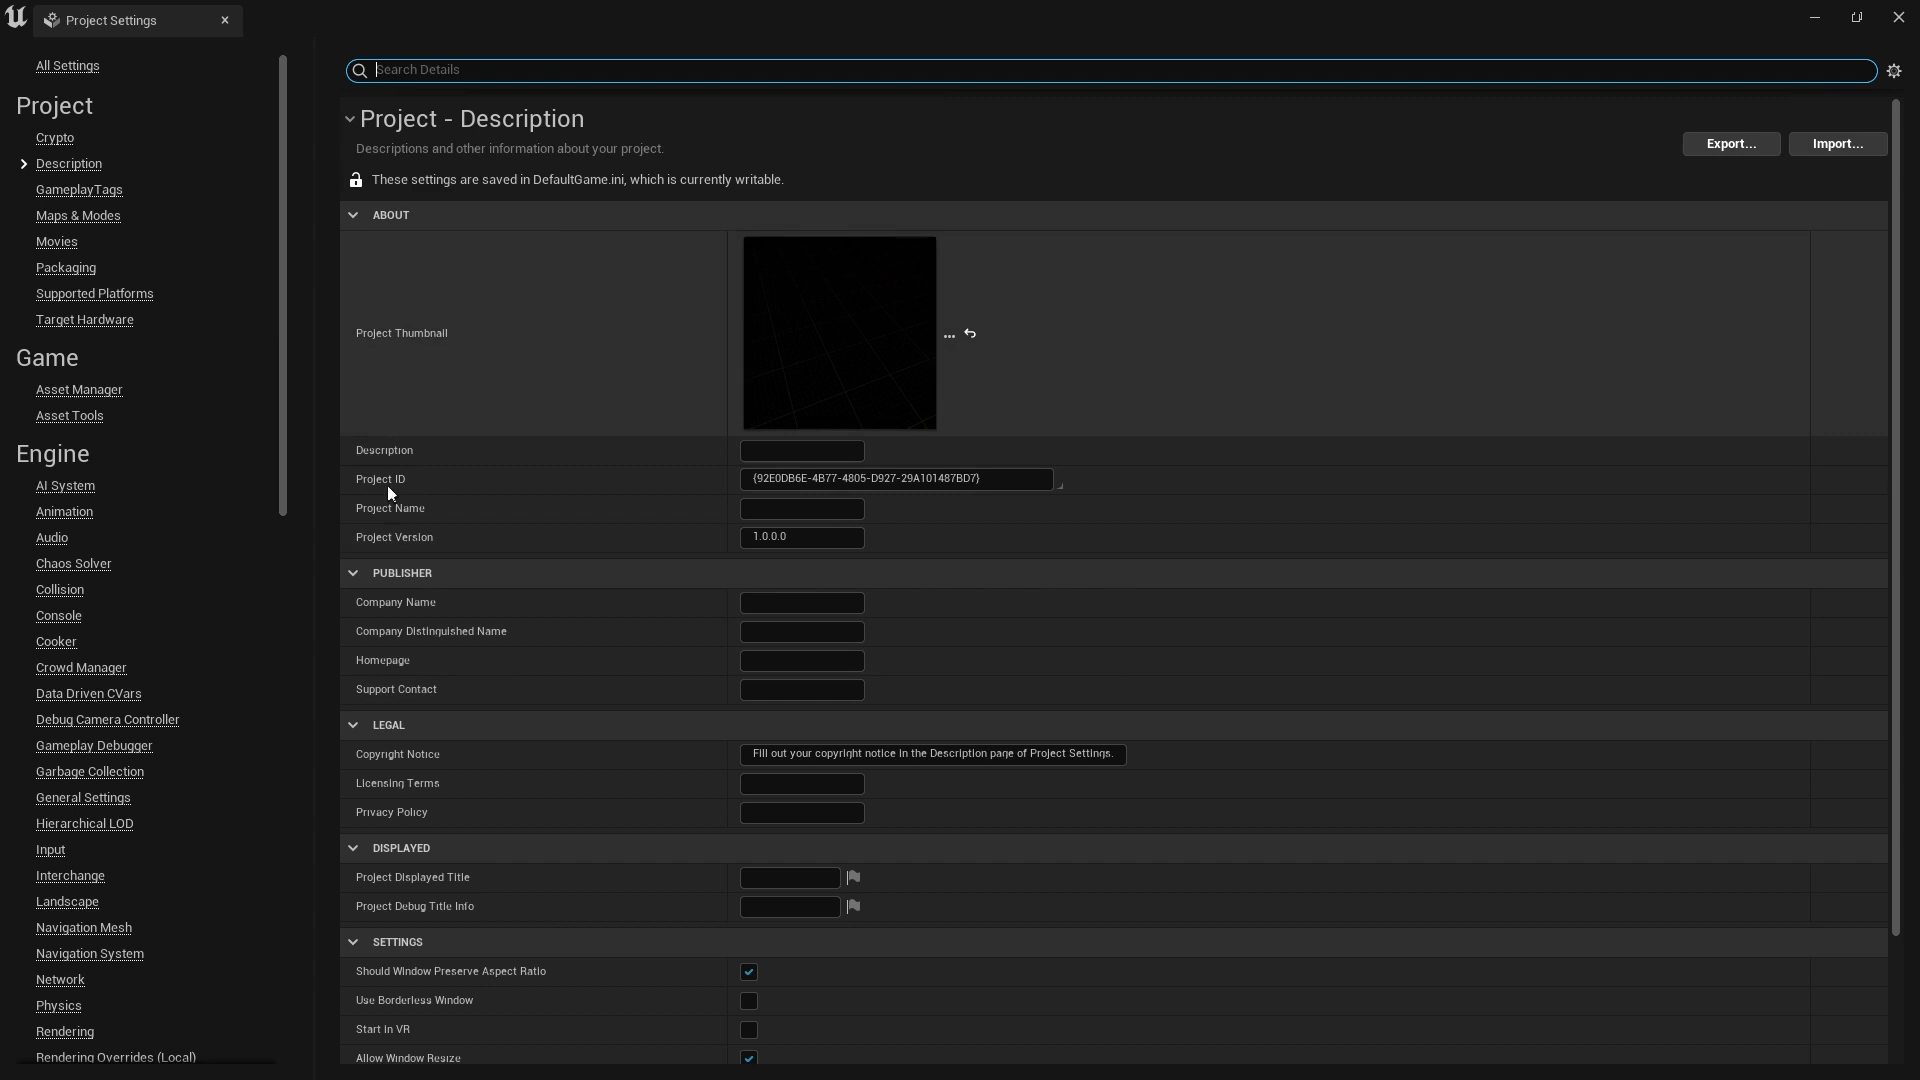 Project Settings
All Settings
Project
Crypto
Description
GameplayTags
Maps & Modes
Movies
Packaging
Supported Platforms
Target Hardware
Game
Asset Manager
Asset Tools
Engine
AI System
Animation
Audio
Chaos Solver
Collision
Console
Cooker
Crowd Manager
Data Driven CVars
Debug Camera Controller
Gameplay Debugger
Garbage Collection
General Settings
Hierarchical LOD
Input
Interchange
Landscape
Navigation Mesh
Navigation System
Network
Physics
Rendering
Rendering Overrides (Local)
Search Details
Project - Description
Descriptions and other information about your project.
Export...
Import...
These settings are saved in DefaultGame.ini, which is currently writable.
ABOUT
Project Thumbnail
Description
Project ID
{92E0DB6E-4B77-4805-D927-29A101487BD7}
Project Name
Project Version
1.0.0.0
PUBLISHER
Company Name
Company Distinguished Name
Homepage
Support Contact
LEGAL
Copyright Notice
Fill out your copyright notice in the Description page of Project Settings.
Licensing Terms
Privacy Policy
DISPLAYED
Project Displayed Title
Project Debug Title Info
SETTINGS
Should Window Preserve Aspect Ratio
Use Borderless Window
Start in VR
Allow Window Resize